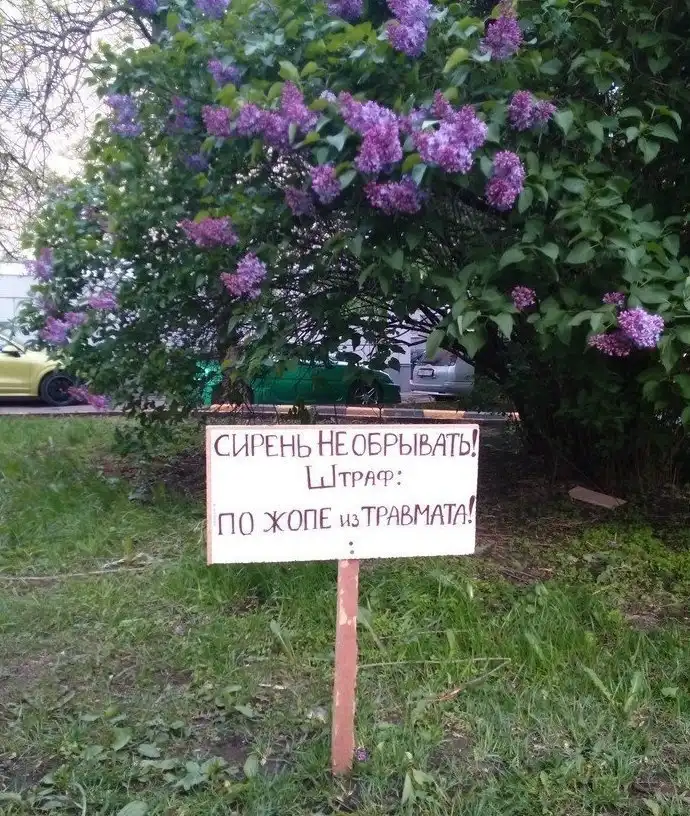 СИРЕНЬ НЕ ОБРЫВАТЬ!
ШТРАФ:
ПО ЖОПЕ из ТРАВМАТА!